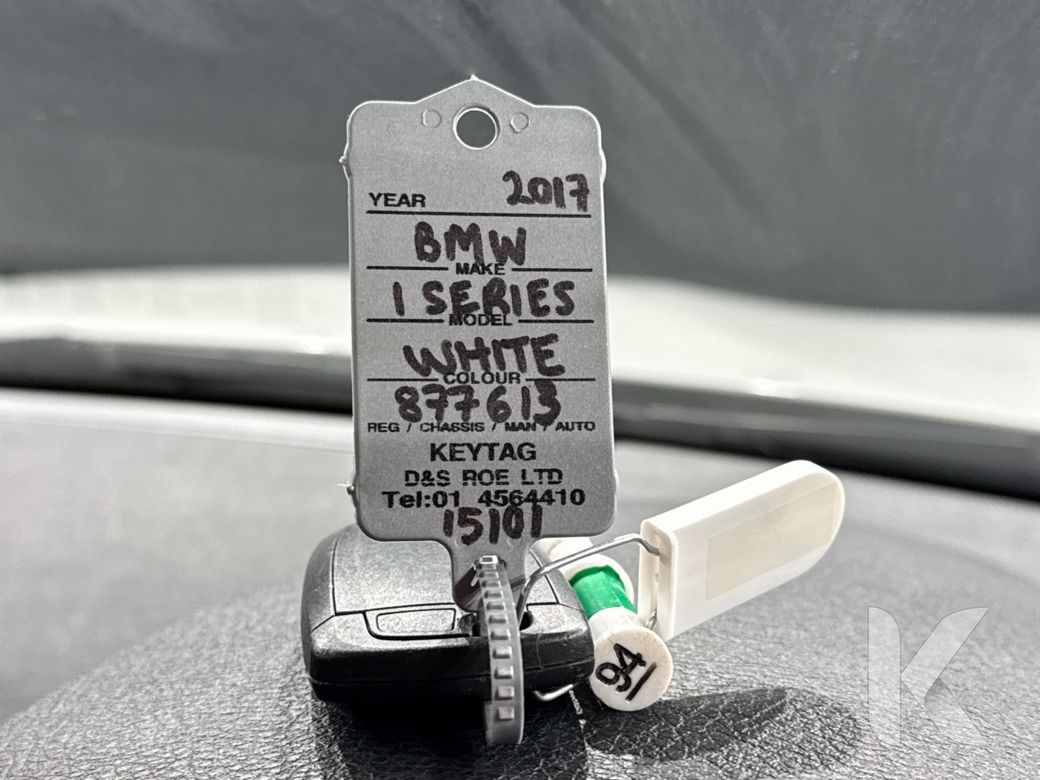 YEAR 2017
BMW
MAKE
1 SERIES
MODEL
WHITE
COLOUR
877613
REG / CHASSIS / MAN / AUTO
KEYTAG
D&S ROE LTD
Tel:01 4564410
15101
94
K